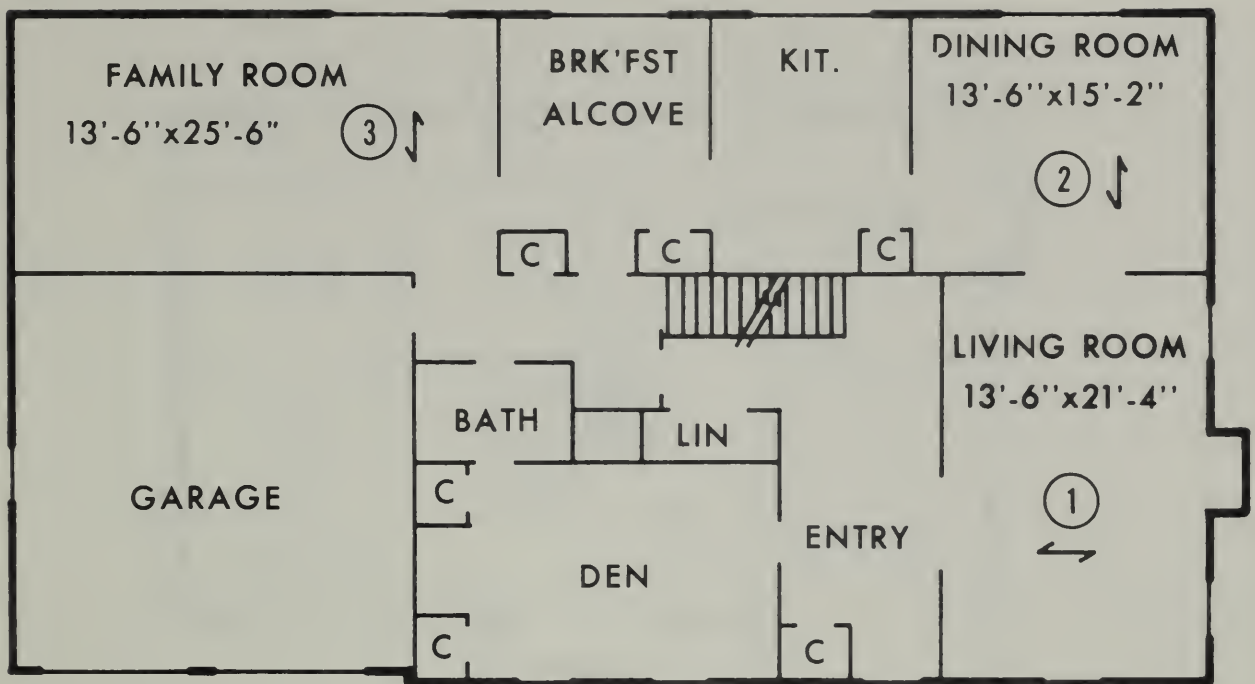 FAMILY ROOM
13'-6''x25'-6"
3
BRK'FST
ALCOVE
KIT.
DINING ROOM
13'-6''x15'-2''
2
C
C
C
LIVING ROOM
13'-6''x21'-4''
1
BATH
LIN
GARAGE
C
DEN
ENTRY
C
C